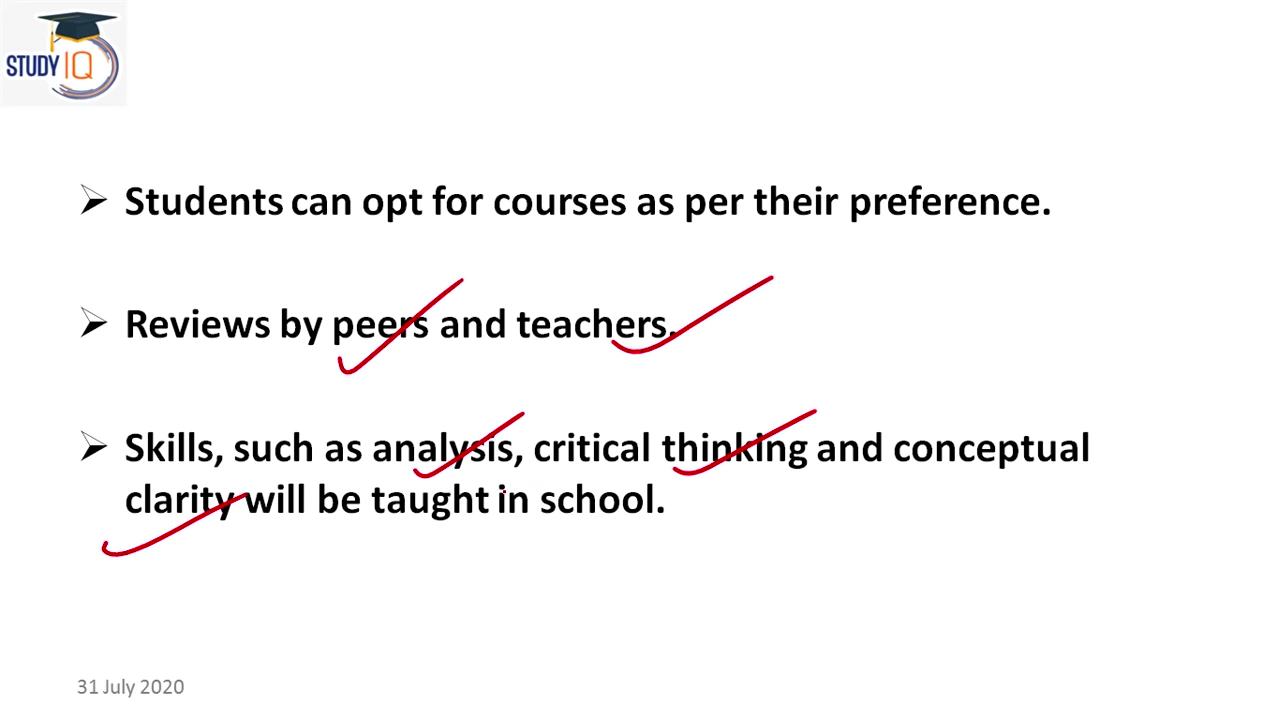 STUDY IQ
➢ Students can opt for courses as per their preference.
➢ Reviews by peers and teachers.
➢ Skills, such as analysis, critical thinking and conceptual
clarity will be taught in school.
31 July 2020